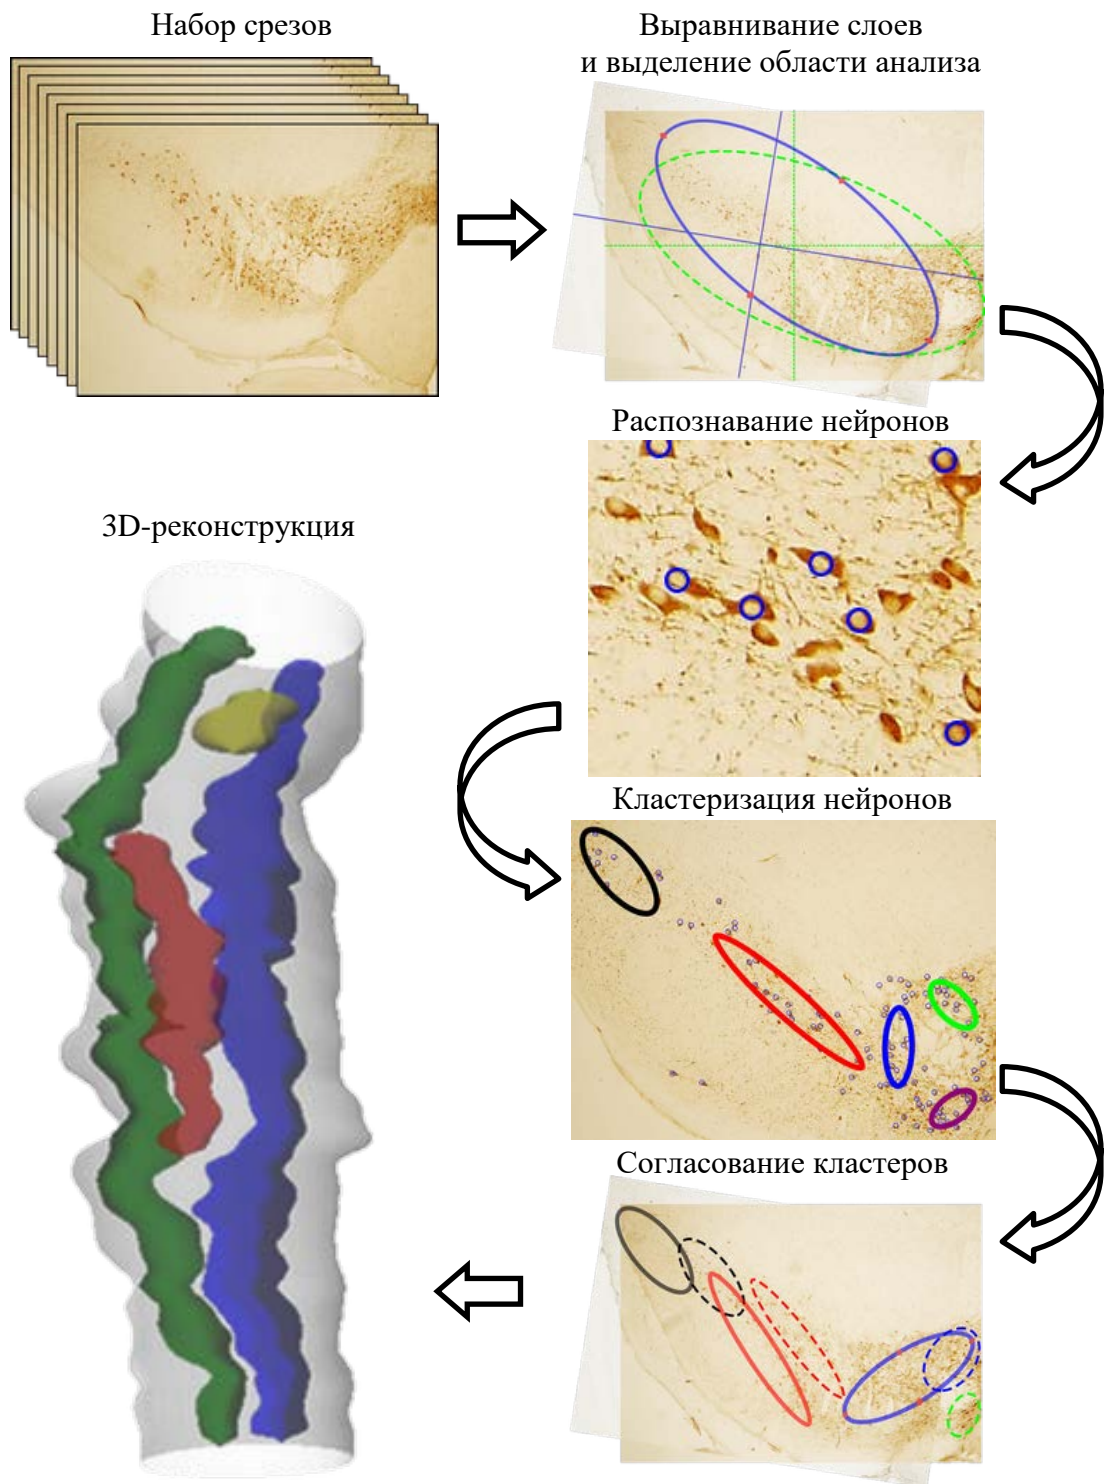 Набор срезов
Выравнивание слоев
и выделение области анализа
Распознавание нейронов
3D-реконструкция
Кластеризация нейронов
Согласование кластеров